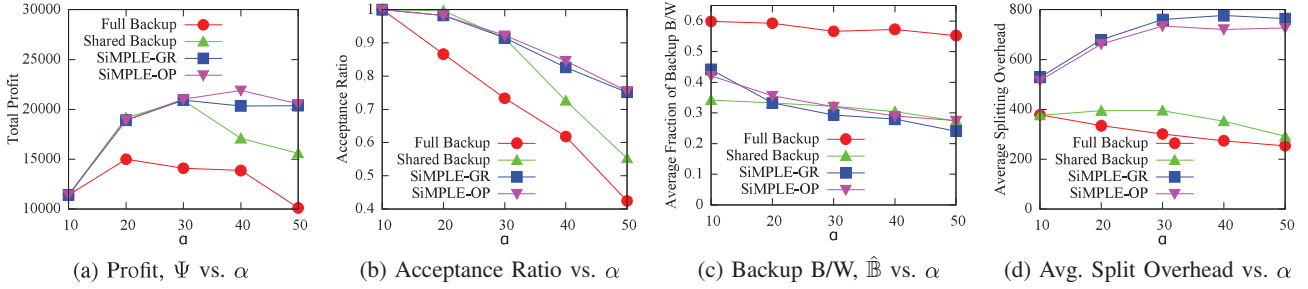 30000
25000
20000
15000
10000
Total Profit
Full Backup
Shared Backup
SiMPLE-GR
SiMPLE-OP
10 20 30 40 50
α
(a) Profit, Ψ vs. α
1
0.9
0.8
0.7
0.6
0.5
0.4
Acceptance Ratio
Full Backup
Shared Backup
SiMPLE-GR
SiMPLE-OP
10 20 30 40 50
α
(b) Acceptance Ratio vs. α
0.6
0.5
0.4
0.3
0.2
0.1
0
Average Fraction of Backup B/W
Full Backup
Shared Backup
SiMPLE-GR
SiMPLE-OP
10 20 30 40 50
α
(c) Backup B/W, 𝔹̂ vs. α
800
600
400
200
0
Average Splitting Overhead
Full Backup
Shared Backup
SiMPLE-GR
SiMPLE-OP
10 20 30 40 50
α
(d) Avg. Split Overhead vs. α